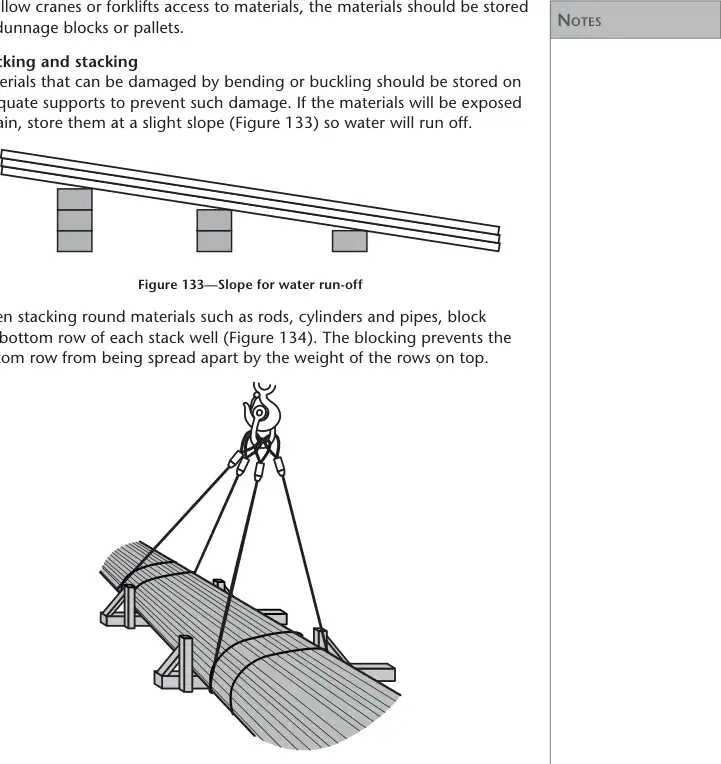 llow cranes or forklifts access to materials, the materials should be stored
dunnage blocks or pallets.
NOTES
cking and stacking
erials that can be damaged by bending or buckling should be stored on
quate supports to prevent such damage. If the materials will be exposed
ain, store them at a slight slope (Figure 133) so water will run off.
Figure 133—Slope for water run-off
en stacking round materials such as rods, cylinders and pipes, block
bottom row of each stack well (Figure 134). The blocking prevents the
tom row from being spread apart by the weight of the rows on top.